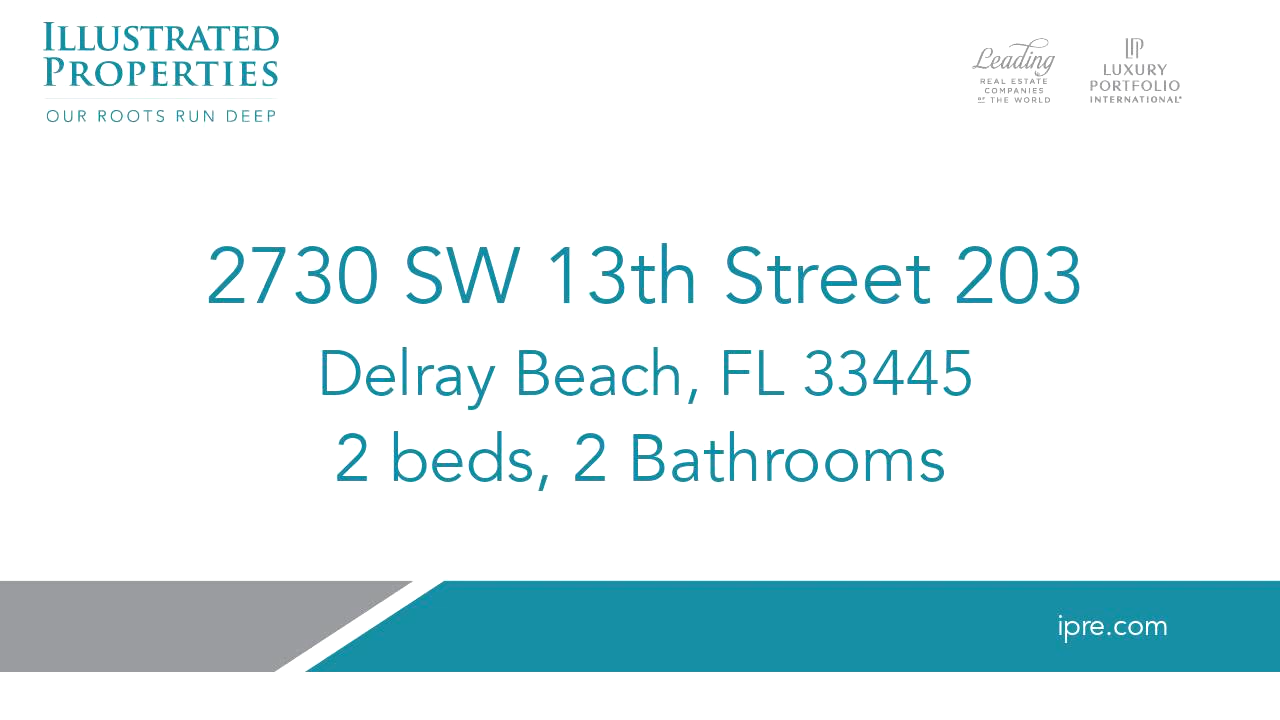 ILLUSTRATED
PROPERTIES
OUR ROOTS RUN DEEP
Leading
REAL ESTATE
COMPANIES
OF THE WORLD
LP
LUXURY
PORTFOLIO
INTERNATIONAL®
2730 SW 13th Street 203
Delray Beach, FL 33445
2 beds, 2 Bathrooms
ipre.com